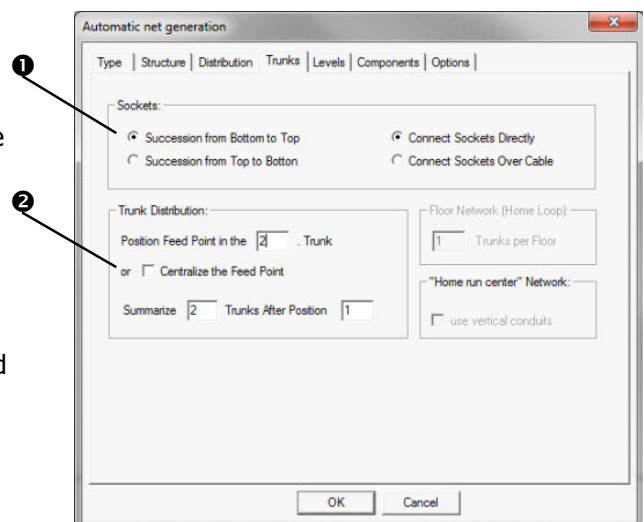 Automatic net generation
Type Structure Distribution Trunks Levels Components Options
❶
Sockets:
e
Succession from Bottom to Top
Connect Sockets Directly
Succession from Top to Botton
Connect Sockets Over Cable
❷
Trunk Distribution:
Floor Network (Home Loop):
Position Feed Point in the 2 . Trunk
1 Trunks per Floor
or Centralize the Feed Point
"Home run center" Network:
Summarize 2 Trunks After Position 1
use vertical conduits
d
OK Cancel